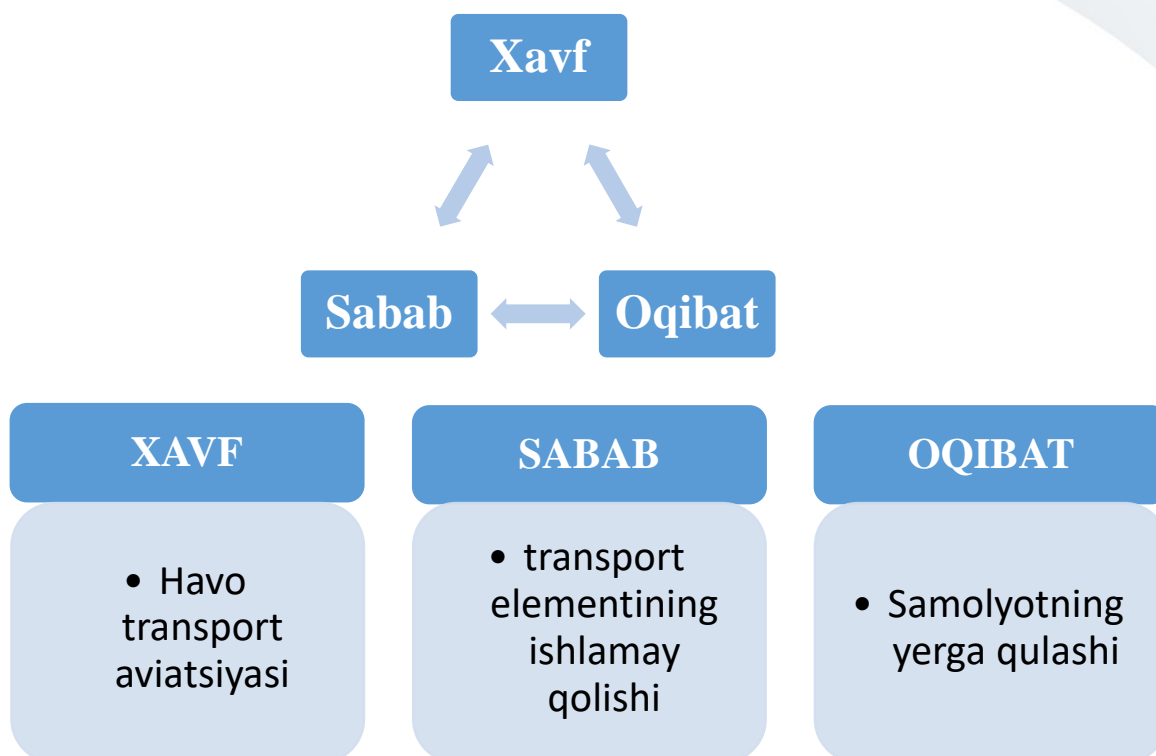 Xavf
Sabab
Oqibat
XAVF
• Havo
transport
aviatsiyasi
SABAB
• transport
elementining
ishlamay
qolishi
OQIBAT
• Samolyotning
yerga qulashi